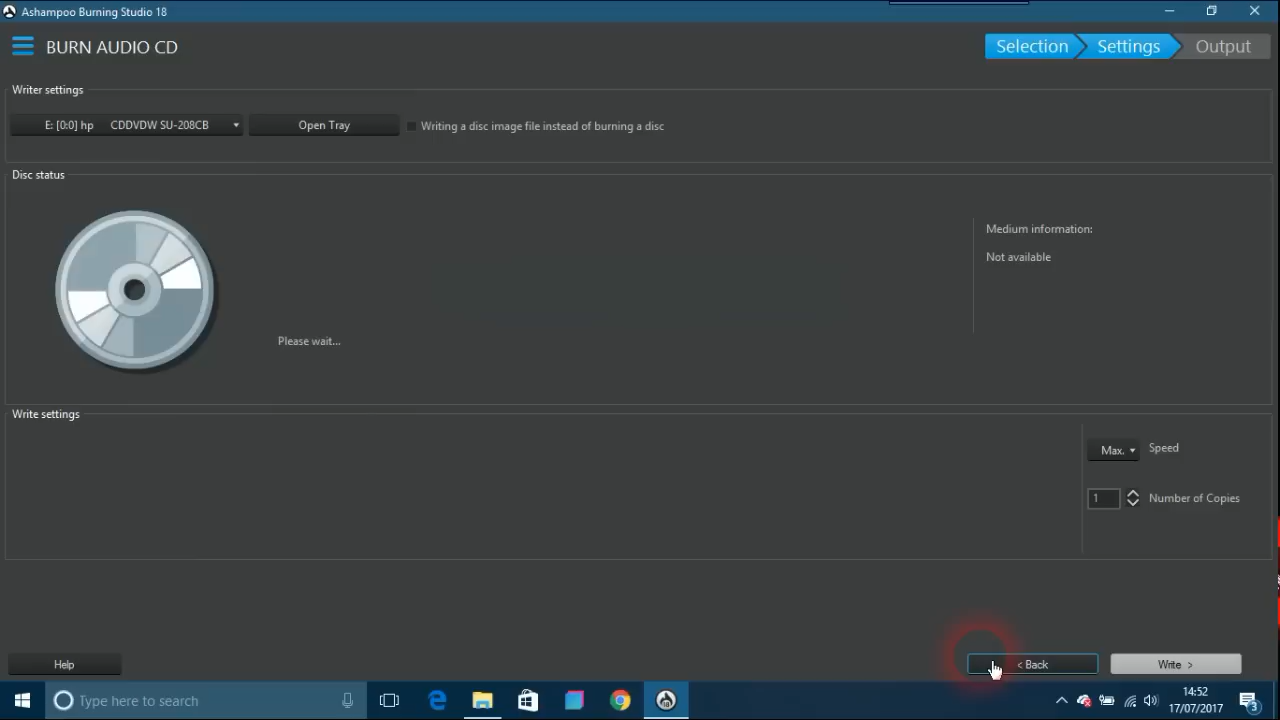 Ashampoo Burning Studio 18
BURN AUDIO CD
Selection
Settings
Output
Writer settings
E: [0:0] hp CDDVDW SU-208CB
Open Tray
Writing a disc image file instead of burning a disc
Disc status
Medium information:
Not available
Please wait...
Write settings
Max.
Speed
1
Number of Copies
Help
< Back
Write >
Type here to search
14:52
17/07/2017
3